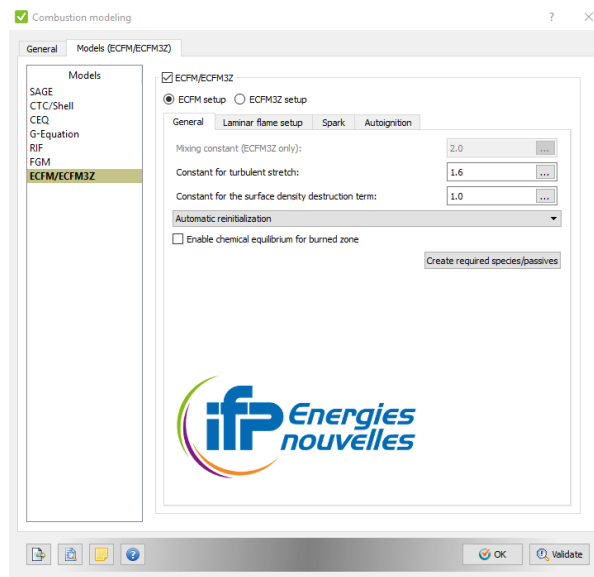 Combustion modeling ?
General Models (ECFM/ECFM3Z)
Models
SAGE
CTC/Shell
CEQ
G-Equation
RIF
FGM
ECFM/ECFM3Z
ECFM/ECFM3Z
ECFM setup ECFM3Z setup
General Laminar flame setup Spark Autoignition
Mixing constant (ECFM3Z only): 2.0 ...
Constant for turbulent stretch: 1.6 ...
Constant for the surface density destruction term: 1.0 ...
Automatic reinitialization
Enable chemical equilibrium for burned zone
Create required species/passives
ifp Energies
nouvelles
? OK Validate